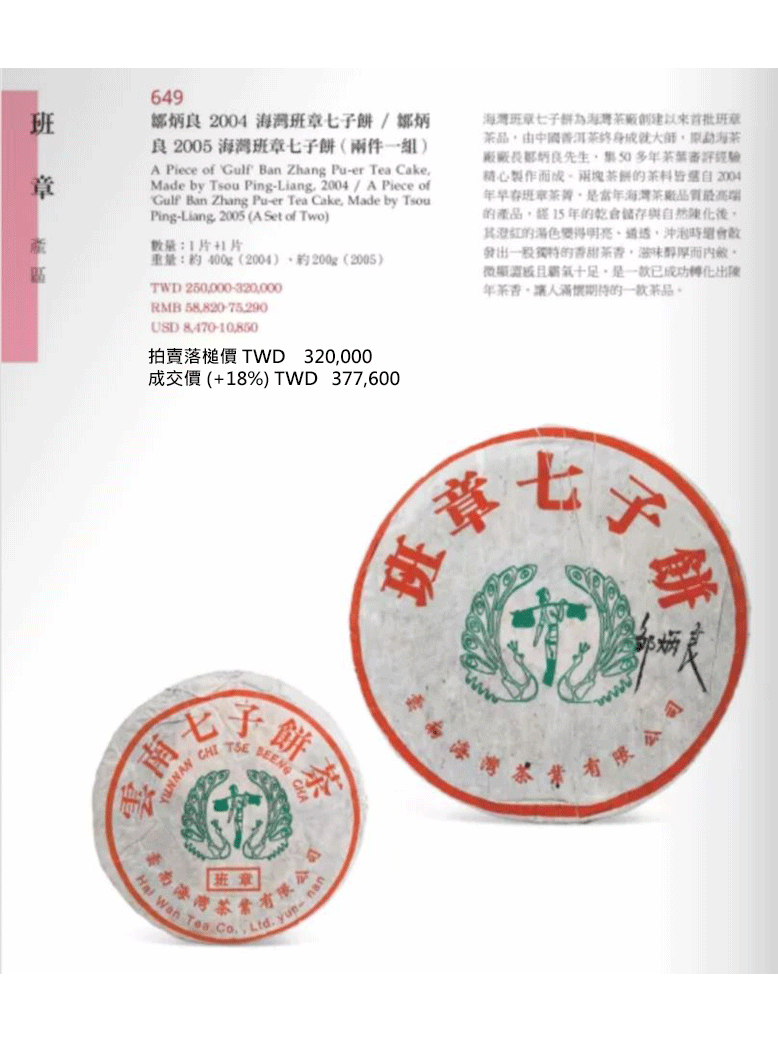 班
章
產
區
649
鄒炳良 2004 海灣班章七子餅 / 鄒炳
良 2005 海灣班章七子餅（兩件一組）
A Piece of 'Gulf' Ban Zhang Pu-er Tea Cake,
Made by Tsou Ping-Liang, 2004 / A Piece of
'Gulf' Ban Zhang Pu-er Tea Cake, Made by Tsou
Ping-Liang, 2005 (A Set of Two)
數量：1片+1片
重量：約 400g（2004）、約200g（2005）
TWD 250,000-320,000
RMB 58,820-75,290
USD 8,470-10,850
拍賣落槌價 TWD 320,000
成交價 (+18%) TWD 377,600
海灣班章七子餅為海灣茶廠創建以來首批班章
茶品，由中國普洱茶終身成就大師，原勐海茶
廠廠長鄒炳良先生，集50多年茶葉審評經驗
精心製作而成。兩塊茶餅的茶料皆選自2004
年早春班章茶菁，是當年海灣茶廠品質最高端
的產品，經15年的乾倉儲存與自然陳化後，
其澄紅的湯色變得明亮、通透，沖泡時還會散
發出一股獨特的香甜茶香，滋味醇厚而內斂，
微顯澀感且霸氣十足，是一款已成功轉化出陳
年茶香，讓人滿懷期待的一款茶品。
班章七子餅
鄒炳良
雲南海灣茶業有限公司
雲南七子餅茶
YUNNAN CHI TSE BEENG CHA
班章
雲南海灣茶業有限公司
Hai Wan Tea.Co.,Ltd.yun-nan